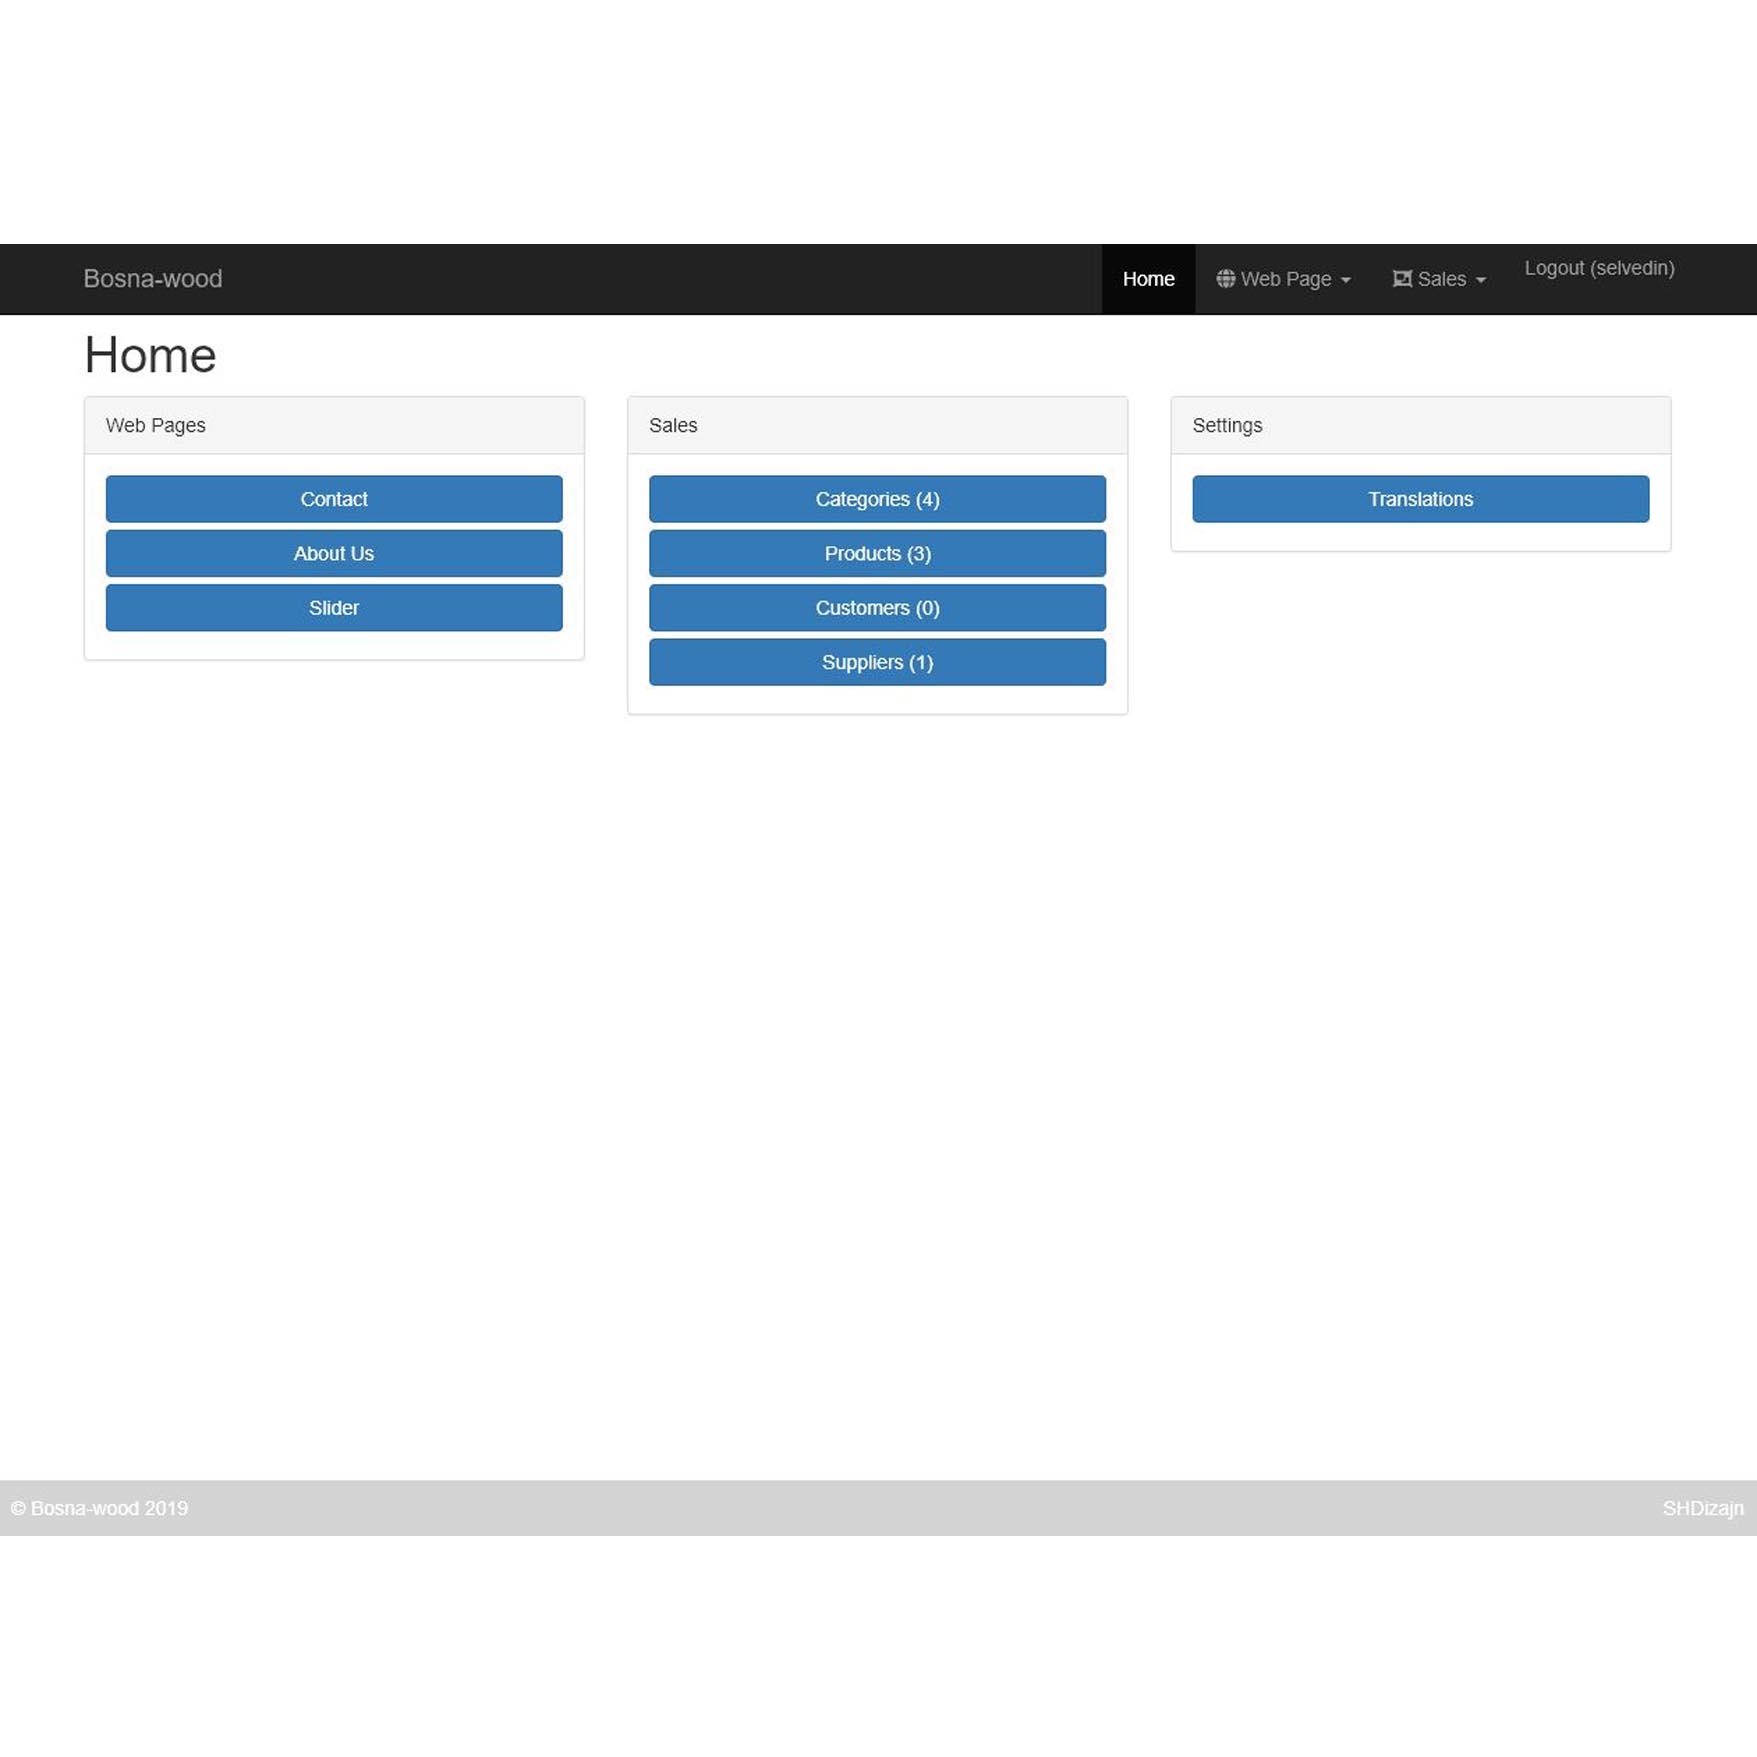 Bosna-wood
Home
Web Page
Sales
Logout (selvedin)
Home
Web Pages
Contact
About Us
Slider
Sales
Categories (4)
Products (3)
Customers (0)
Suppliers (1)
Settings
Translations
© Bosna-wood 2019
SHDizajn